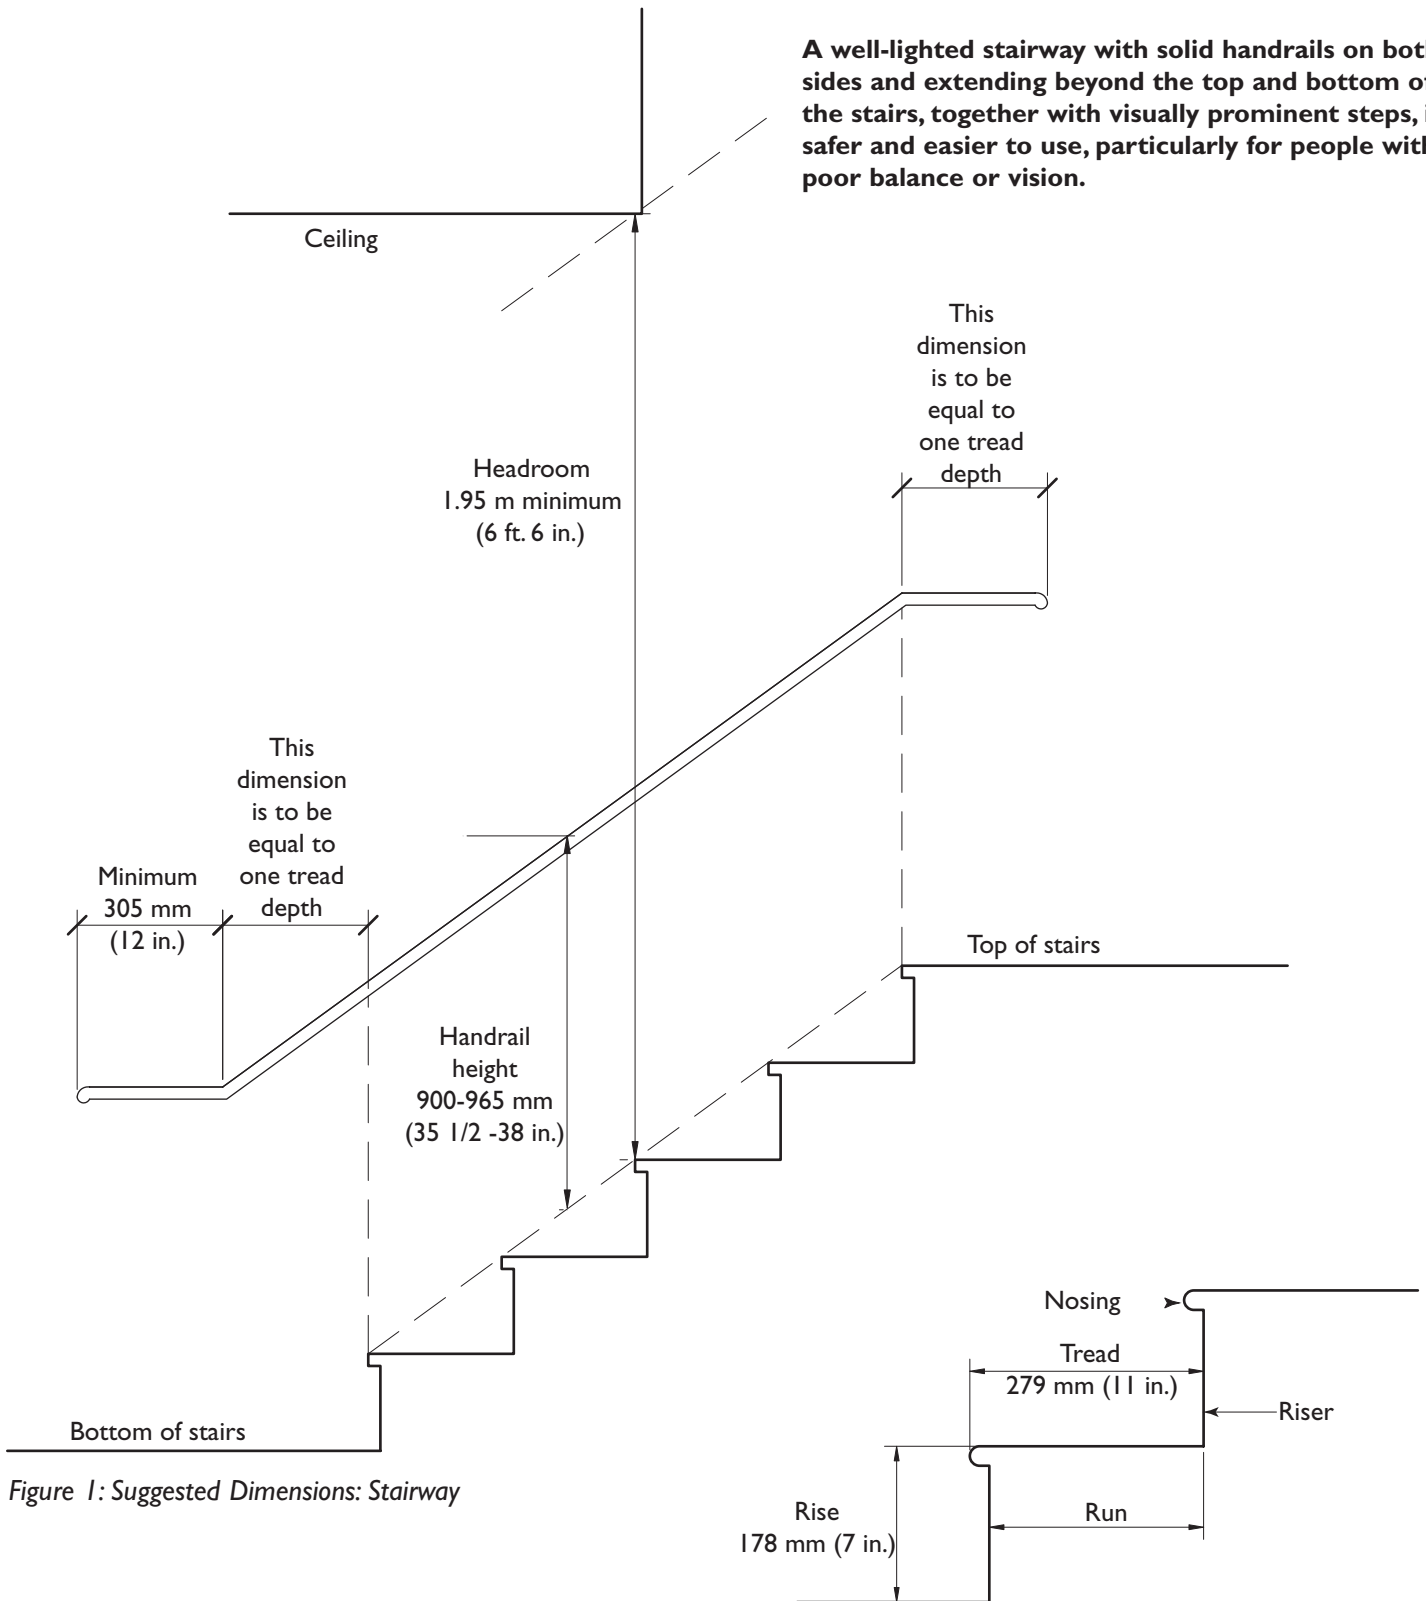 A well-lighted stairway with solid handrails on both
sides and extending beyond the top and bottom of
the stairs, together with visually prominent steps, i
safer and easier to use, particularly for people with
poor balance or vision.
Ceiling
This
dimension
is to be
equal to
one tread
depth
Headroom
1.95 m minimum
(6 ft. 6 in.)
This
dimension
is to be
equal to
one tread
depth
Minimum
305 mm
(12 in.)
Top of stairs
Handrail
height
900-965 mm
(35 1/2 -38 in.)
Nosing
Tread
279 mm (11 in.)
Riser
Bottom of stairs
Figure 1: Suggested Dimensions: Stairway
Rise
178 mm (7 in.)
Run